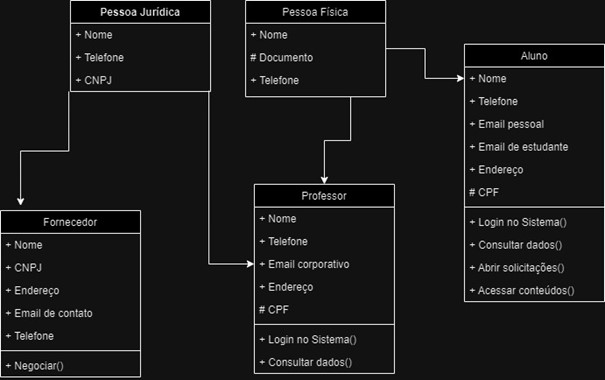 Pessoa Jurídica
+ Nome
+ Telefone
+ CNPJ
Pessoa Física
+ Nome
# Documento
+ Telefone
Aluno
+ Nome
+ Telefone
+ Email pessoal
+ Email de estudante
+ Endereço
# CPF
+ Login no Sistema()
+ Consultar dados()
+ Abrir solicitações()
+ Acessar conteúdos()
Fornecedor
+ Nome
+ CNPJ
+ Endereço
+ Email de contato
+ Telefone
+ Negociar()
Professor
+ Nome
+ Telefone
+ Email corporativo
+ Endereço
# CPF
+ Login no Sistema()
+ Consultar dados()